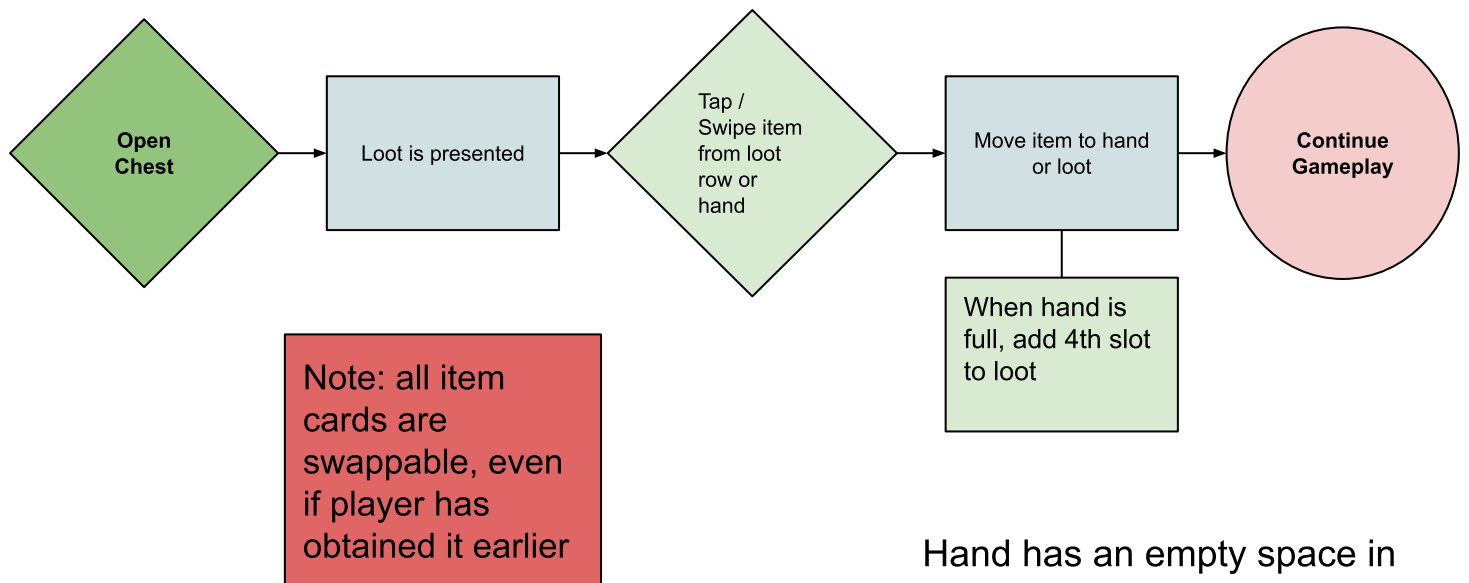 Open
Chest
Loot is presented
Tap /
Swipe item
from loot
row or
hand
Move item to hand
or loot
Continue
Gameplay
When hand is
full, add 4th slot
to loot
Note: all item
cards are
swappable, even
if player has
obtained it earlier
Hand has an empty space in